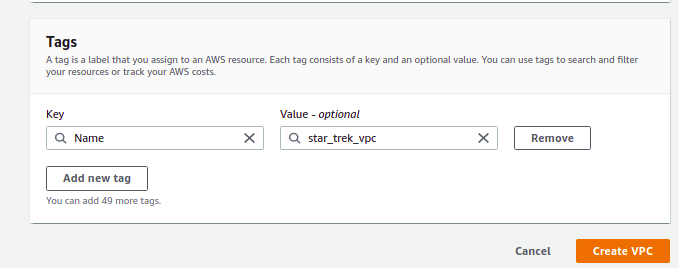 Tags
A tag is a label that you assign to an AWS resource. Each tag consists of a key and an optional value. You can use tags to search and filter
your resources or track your AWS costs.
Key
Value - optional
Name
star_trek_vpc
Remove
Add new tag
You can add 49 more tags.
Cancel
Create VPC